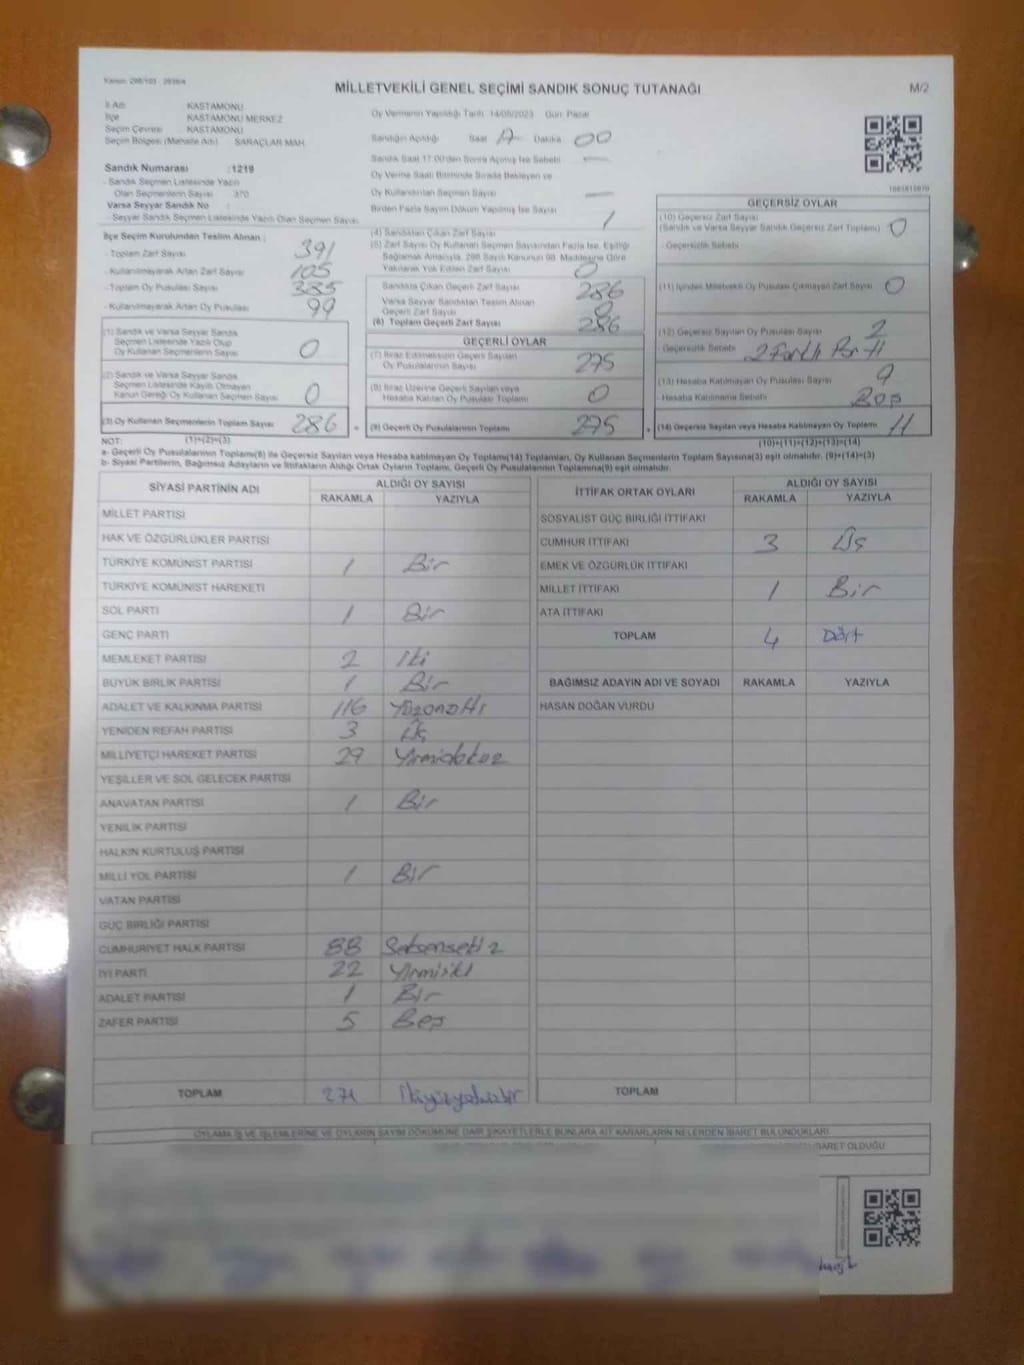 Kanun: 298/103 - 2839/4
MİLLETVEKİLİ GENEL SEÇİMİ SANDIK SONUÇ TUTANAĞI
M/2
İl Adı KASTAMONU
İlçe KASTAMONU MERKEZ
Seçim Çevresi KASTAMONU
Seçim Bölgesi (Mahalle Adı) SARAÇLAR MAH.
Oy Vermenin Yapıldığı Tarih 14/05/2023 Gün: Pazar
Sandığın Açıldığı Saat Dakika 00
Sandık Saat 17:00'den Sonra Açılmış İse Sebebi —
Oy Verme Saati Bitiminde Sırada Bekleyen ve
Oy Kullandırılan Seçmen Sayısı —
Birden Fazla Sayım Döküm Yapılmış İse Sayısı 1
Sandık Numarası :1219
- Sandık Seçmen Listesinde Yazılı
Olan Seçmenlerin Sayısı 370
Varsa Seyyar Sandık No :
- Seyyar Sandık Seçmen Listesinde Yazılı Olan Seçmen Sayısı
İlçe Seçim Kurulundan Teslim Alınan :
- Toplam Zarf Sayısı 391
- Kullanılmayarak Artan Zarf Sayısı 105
- Toplam Oy Pusulası Sayısı 385
- Kullanılmayarak Artan Oy Pusulası 99
(1) Sandık ve Varsa Seyyar Sandık
Seçmen Listesinde Yazılı Olup
Oy Kullanan Seçmenlerin Sayısı 0
(2) Sandık ve Varsa Seyyar Sandık
Seçmen Listesinde Kayıtlı Olmayan
Kanun Gereği Oy Kullanan Seçmen Sayısı 0
(3) Oy Kullanan Seçmenlerin Toplam Sayısı 286
(4) Sandıktan Çıkan Zarf Sayısı
(5) Zarf Sayısı Oy Kullanan Seçmen Sayısından Fazla İse, Eşitliği
Sağlamak Amacıyla, 298 Sayılı Kanunun 98. Maddesine Göre
Yakılarak Yok Edilen Zarf Sayısı 0
Sandıkta Çıkan Geçerli Zarf Sayısı 286
Varsa Seyyar Sandıktan Teslim Alınan
Geçerli Zarf Sayısı 0
(6) Toplam Geçerli Zarf Sayısı 286
GEÇERLİ OYLAR
(7) İtiraz Edilmeksizin Geçerli Sayılan
Oy Pusulalarının Sayısı 275
(8) İtiraz Üzerine Geçerli Sayılan veya
Hesaba Katılan Oy Pusulası Toplamı 0
(9) Geçerli Oy Pusulalarının Toplamı 275
GEÇERSİZ OYLAR
(10) Geçersiz Zarf Sayısı
(Sandık ve Varsa Seyyar Sandık Geçersiz Zarf Toplamı) 0
- Geçersizlik Sebebi
(11) İçinden Milletvekili Oy Pusulası Çıkmayan Zarf Sayısı 0
(12) Geçersiz Sayılan Oy Pusulası Sayısı 2
- Geçersizlik Sebebi 2 Farklı Parti
(13) Hesaba Katılmayan Oy Pusulası Sayısı 9
- Hesaba Katılmama Sebebi Boş
(14) Geçersiz Sayılan veya Hesaba Katılmayan Oy Toplamı 11
NOT: (1)+(2)=(3) (10)+(11)+(12)+(13)=(14)
a- Geçerli Oy Pusulalarının Toplamı(9) ile Geçersiz Sayılan veya Hesaba katılmayan Oy Toplamı(14) Toplamları, Oy Kullanan Seçmenlerin Toplam Sayısına(3) eşit olmalıdır. (9)+(14)=(3)
b- Siyasi Partilerin, Bağımsız Adayların ve İttifakların Aldığı Ortak Oyların Toplamı, Geçerli Oy Pusulalarının Toplamına(9) eşit olmalıdır.
SİYASİ PARTİNİN ADI ALDIĞI OY SAYISI
RAKAMLA YAZIYLA
MİLLET PARTİSİ
HAK VE ÖZGÜRLÜKLER PARTİSİ
TÜRKİYE KOMÜNİST PARTİSİ 1 Bir
TÜRKİYE KOMÜNİST HAREKETİ
SOL PARTİ 1 Bir
GENÇ PARTİ
MEMLEKET PARTİSİ 2 İki
BÜYÜK BİRLİK PARTİSİ 1 Bir
ADALET VE KALKINMA PARTİSİ 116 Yüzonaltı
YENİDEN REFAH PARTİSİ 3 Üç
MİLLİYETÇİ HAREKET PARTİSİ 29 Yirmidokuz
YEŞİLLER VE SOL GELECEK PARTİSİ
ANAVATAN PARTİSİ 1 Bir
YENİLİK PARTİSİ
HALKIN KURTULUŞ PARTİSİ
MİLLİ YOL PARTİSİ 1 Bir
VATAN PARTİSİ
GÜÇ BİRLİĞİ PARTİSİ
CUMHURİYET HALK PARTİSİ 88 Seksensekiz
İYİ PARTİ 22 Yirmiiki
ADALET PARTİSİ 1 Bir
ZAFER PARTİSİ 5 Beş
TOPLAM 271 İkiyüzyetmişbir
İTTİFAK ORTAK OYLARI ALDIĞI OY SAYISI
RAKAMLA YAZIYLA
SOSYALİST GÜÇ BİRLİĞİ İTTİFAKI
CUMHUR İTTİFAKI 3 Üç
EMEK VE ÖZGÜRLÜK İTTİFAKI
MİLLET İTTİFAKI 1 Bir
ATA İTTİFAKI
TOPLAM 4 Dört
BAĞIMSIZ ADAYIN ADI VE SOYADI RAKAMLA YAZIYLA
HASAN DOĞAN VURDU
TOPLAM
OYLAMA İŞ VE İŞLEMLERİNE VE OYLARIN SAYIM DÖKÜMÜNE DAİR ŞİKAYETLERLE BUNLARA AİT KARARLARIN NELERDEN İBARET BULUNDUKLARI
İBARET OLDUĞU